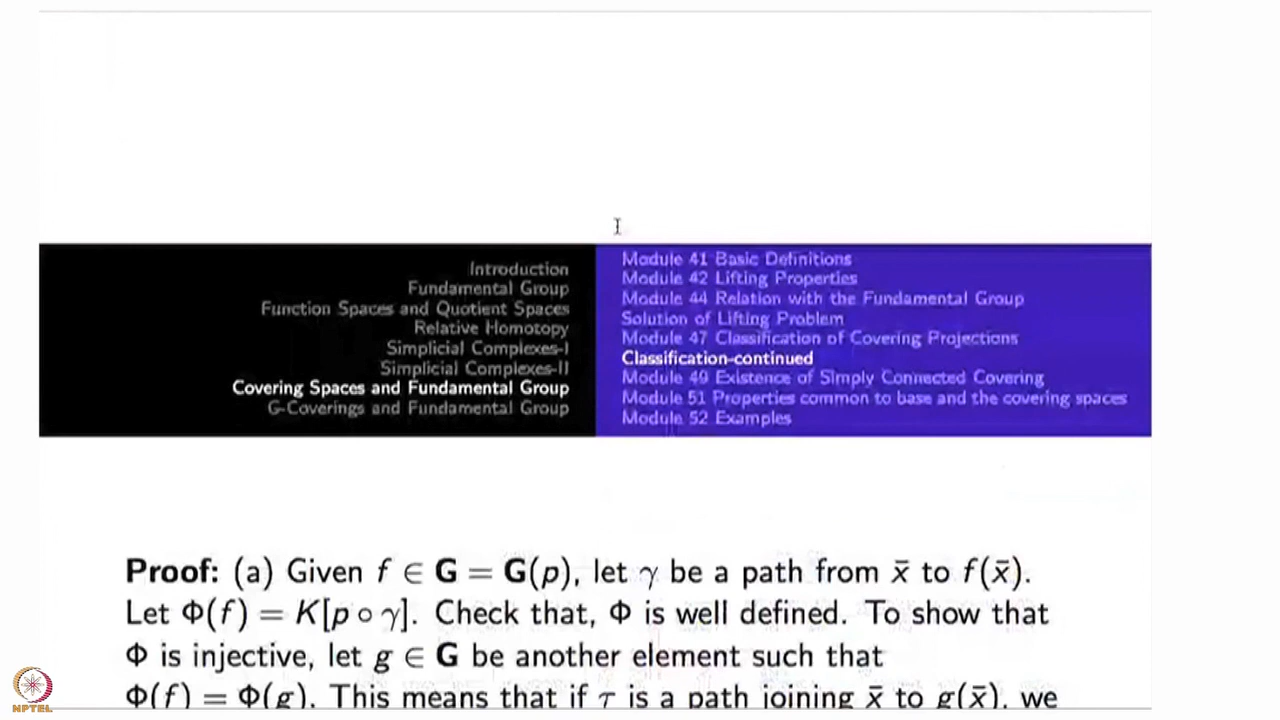 Introduction
Fundamental Group
Function Spaces and Quotient Spaces
Relative Homotopy
Simplicial Complexes-I
Simplicial Complexes-II
Covering Spaces and Fundamental Group
G-Coverings and Fundamental Group
Module 41 Basic Definitions
Module 42 Lifting Properties
Module 44 Relation with the Fundamental Group
Solution of Lifting Problem
Module 47 Classification of Covering Projections
Classification-continued
Module 49 Existence of Simply Connected Covering
Module 51 Properties common to base and the covering spaces
Module 52 Examples
Proof: (a) Given f ∈ G = G(p), let γ be a path from x̄ to f(x̄).
Let Φ(f) = K[p ∘ γ]. Check that, Φ is well defined. To show that
Φ is injective, let g ∈ G be another element such that
Φ(f) = Φ(g). This means that if τ is a path joining x̄ to g(x̄), we
NPTEL